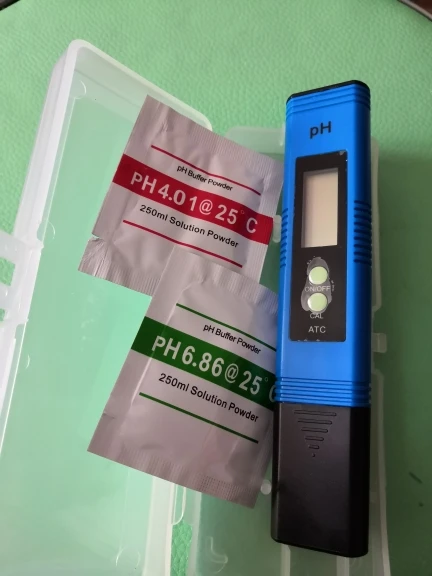 pH Buffer Powder
PH4.01@25°C
250ml Solution Powder
pH Buffer Powder
PH6.86@25°C
250ml Solution Powder
pH
ON/OFF
CAL
ATC